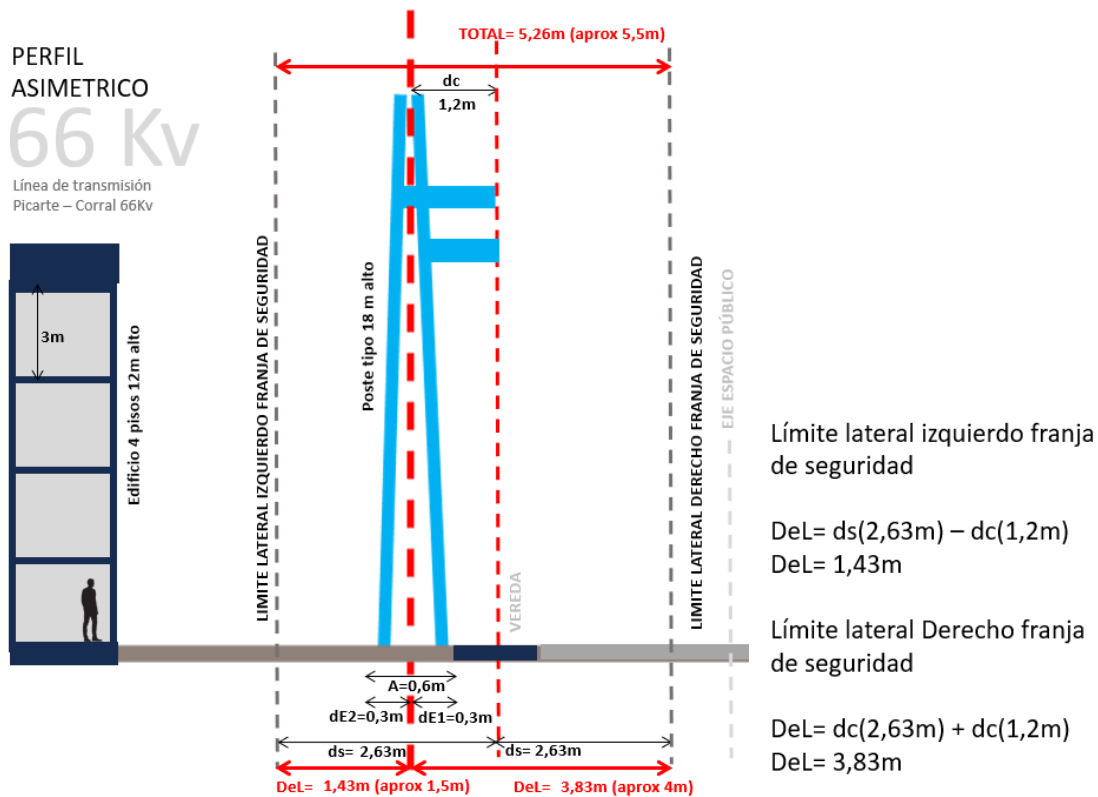 TOTAL= 5,26m (aprox 5,5m)
PERFIL
ASIMETRICO
66 Kv
Línea de transmisión
Picarte – Corral 66Kv
dc
1,2m
3m
Edificio 4 pisos 12m alto
LIMITE LATERAL IZQUIERDO FRANJA DE SEGURIDAD
Poste tipo 18 m alto
VEREDA
LIMITE LATERAL DERECHO FRANJA DE SEGURIDAD
EJE ESPACIO PÚBLICO
A=0,6m
dE2=0,3m
dE1=0,3m
ds= 2,63m
ds= 2,63m
DeL= 1,43m (aprox 1,5m)
DeL= 3,83m (aprox 4m)
Límite lateral izquierdo franja
de seguridad
DeL= ds(2,63m) – dc(1,2m)
DeL= 1,43m
Límite lateral Derecho franja
de seguridad
DeL= dc(2,63m) + dc(1,2m)
DeL= 3,83m